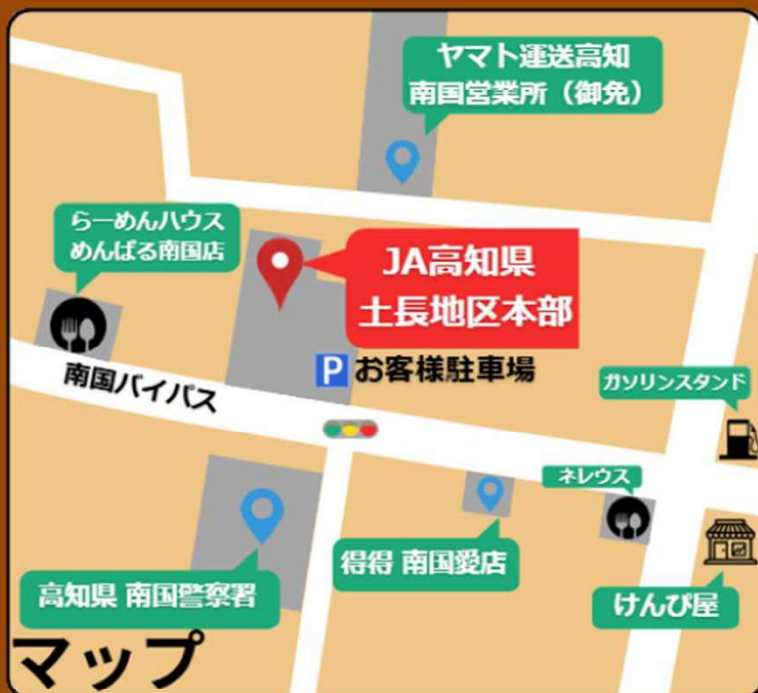 ヤマト運送高知
南国営業所（御免）
らーめんハウス
めんばる南国店
JA高知県
土長地区本部
P お客様駐車場
南国バイパス
ガソリンスタンド
ネレウス
得得 南国愛店
高知県 南国警察署
けんぴ屋
マップ